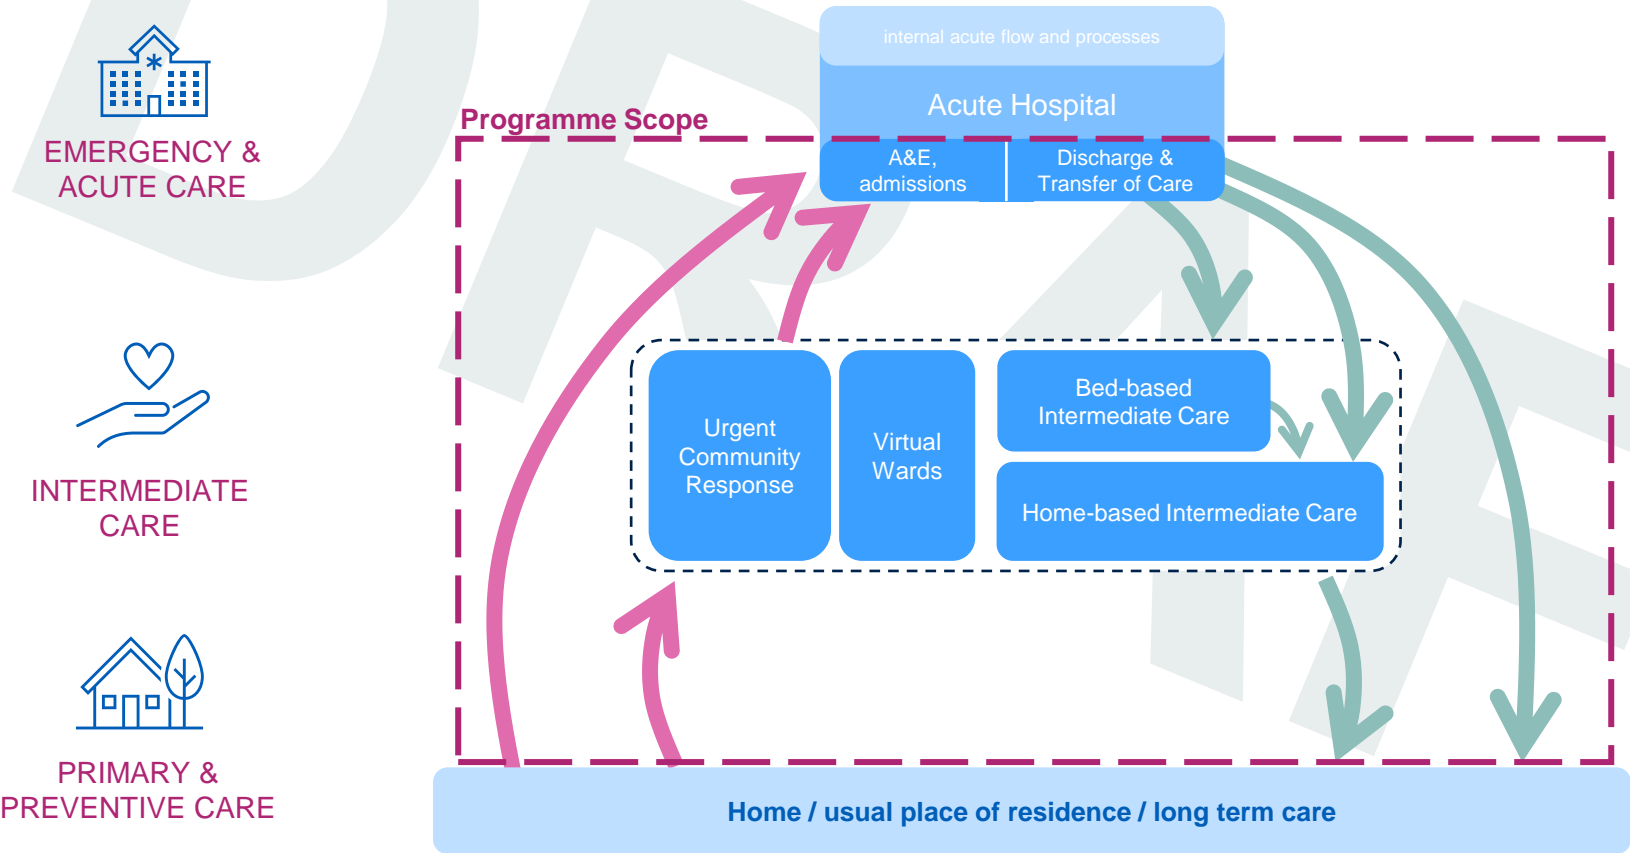 internal acute flow and processes
Acute Hospital
Programme Scope
A&E,
admissions
Discharge &
Transfer of Care
EMERGENCY &
ACUTE CARE
Urgent
Community
Response
Virtual
Wards
Bed-based
Intermediate Care
Home-based Intermediate Care
INTERMEDIATE
CARE
PRIMARY &
PREVENTIVE CARE
Home / usual place of residence / long term care